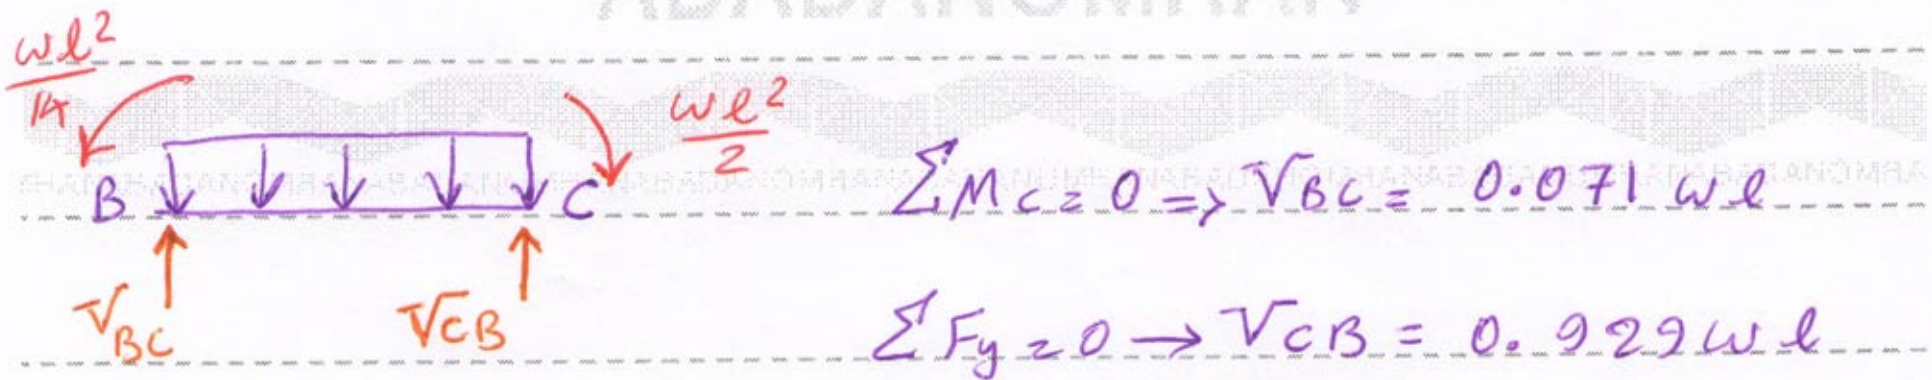 wl²/14
wl²/2
B C
ΣMc = 0 => VBC = 0.071 wl
VBC VCB
ΣFy = 0 → VCB = 0.929 wl